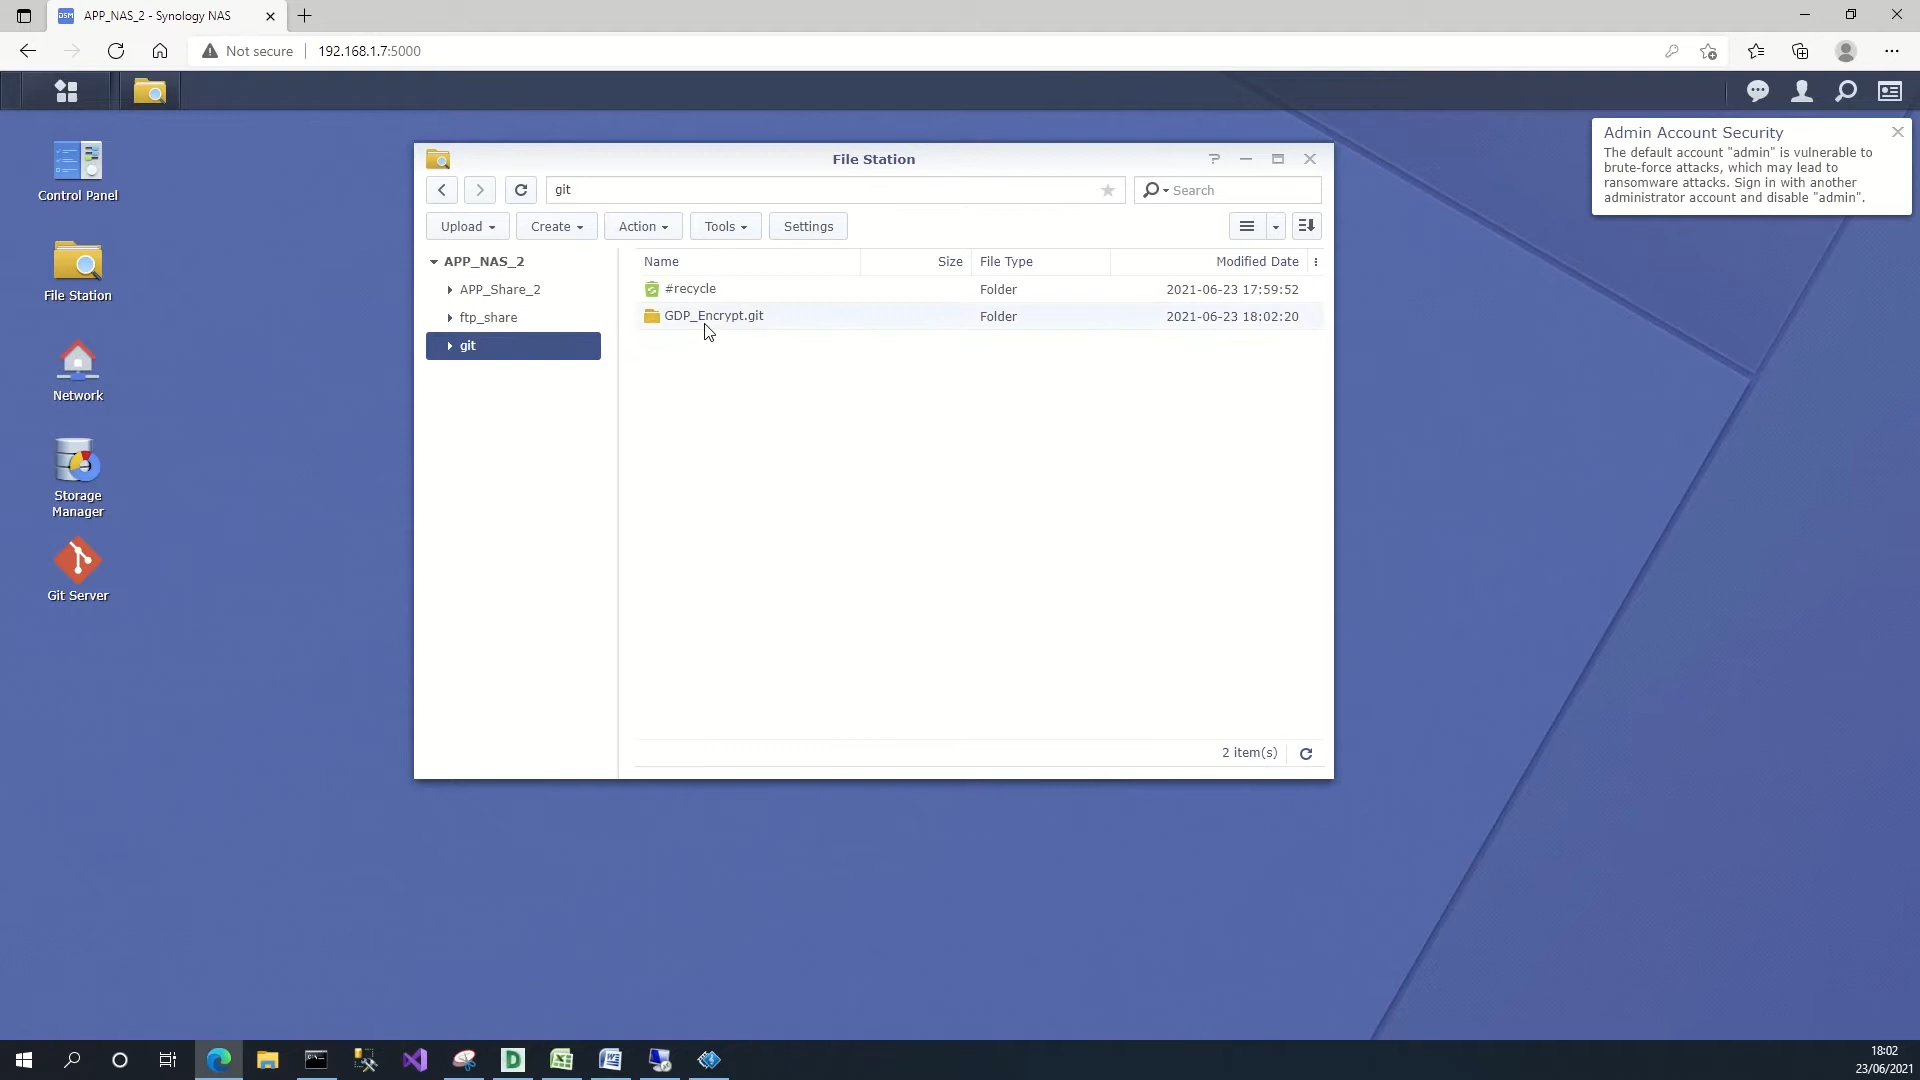 APP_NAS_2 - Synology NAS
Not secure
192.168.1.7:5000
Admin Account Security
The default account "admin" is vulnerable to
brute-force attacks, which may lead to
ransomware attacks. Sign in with another
administrator account and disable "admin".
Control Panel
File Station
Network
Storage
Manager
Git Server
File Station
git
Search
Upload
Create
Action
Tools
Settings
APP_NAS_2
APP_Share_2
ftp_share
git
Name Size File Type Modified Date
#recycle Folder 2021-06-23 17:59:52
GDP_Encrypt.git Folder 2021-06-23 18:02:20
2 item(s)
18:02
23/06/2021